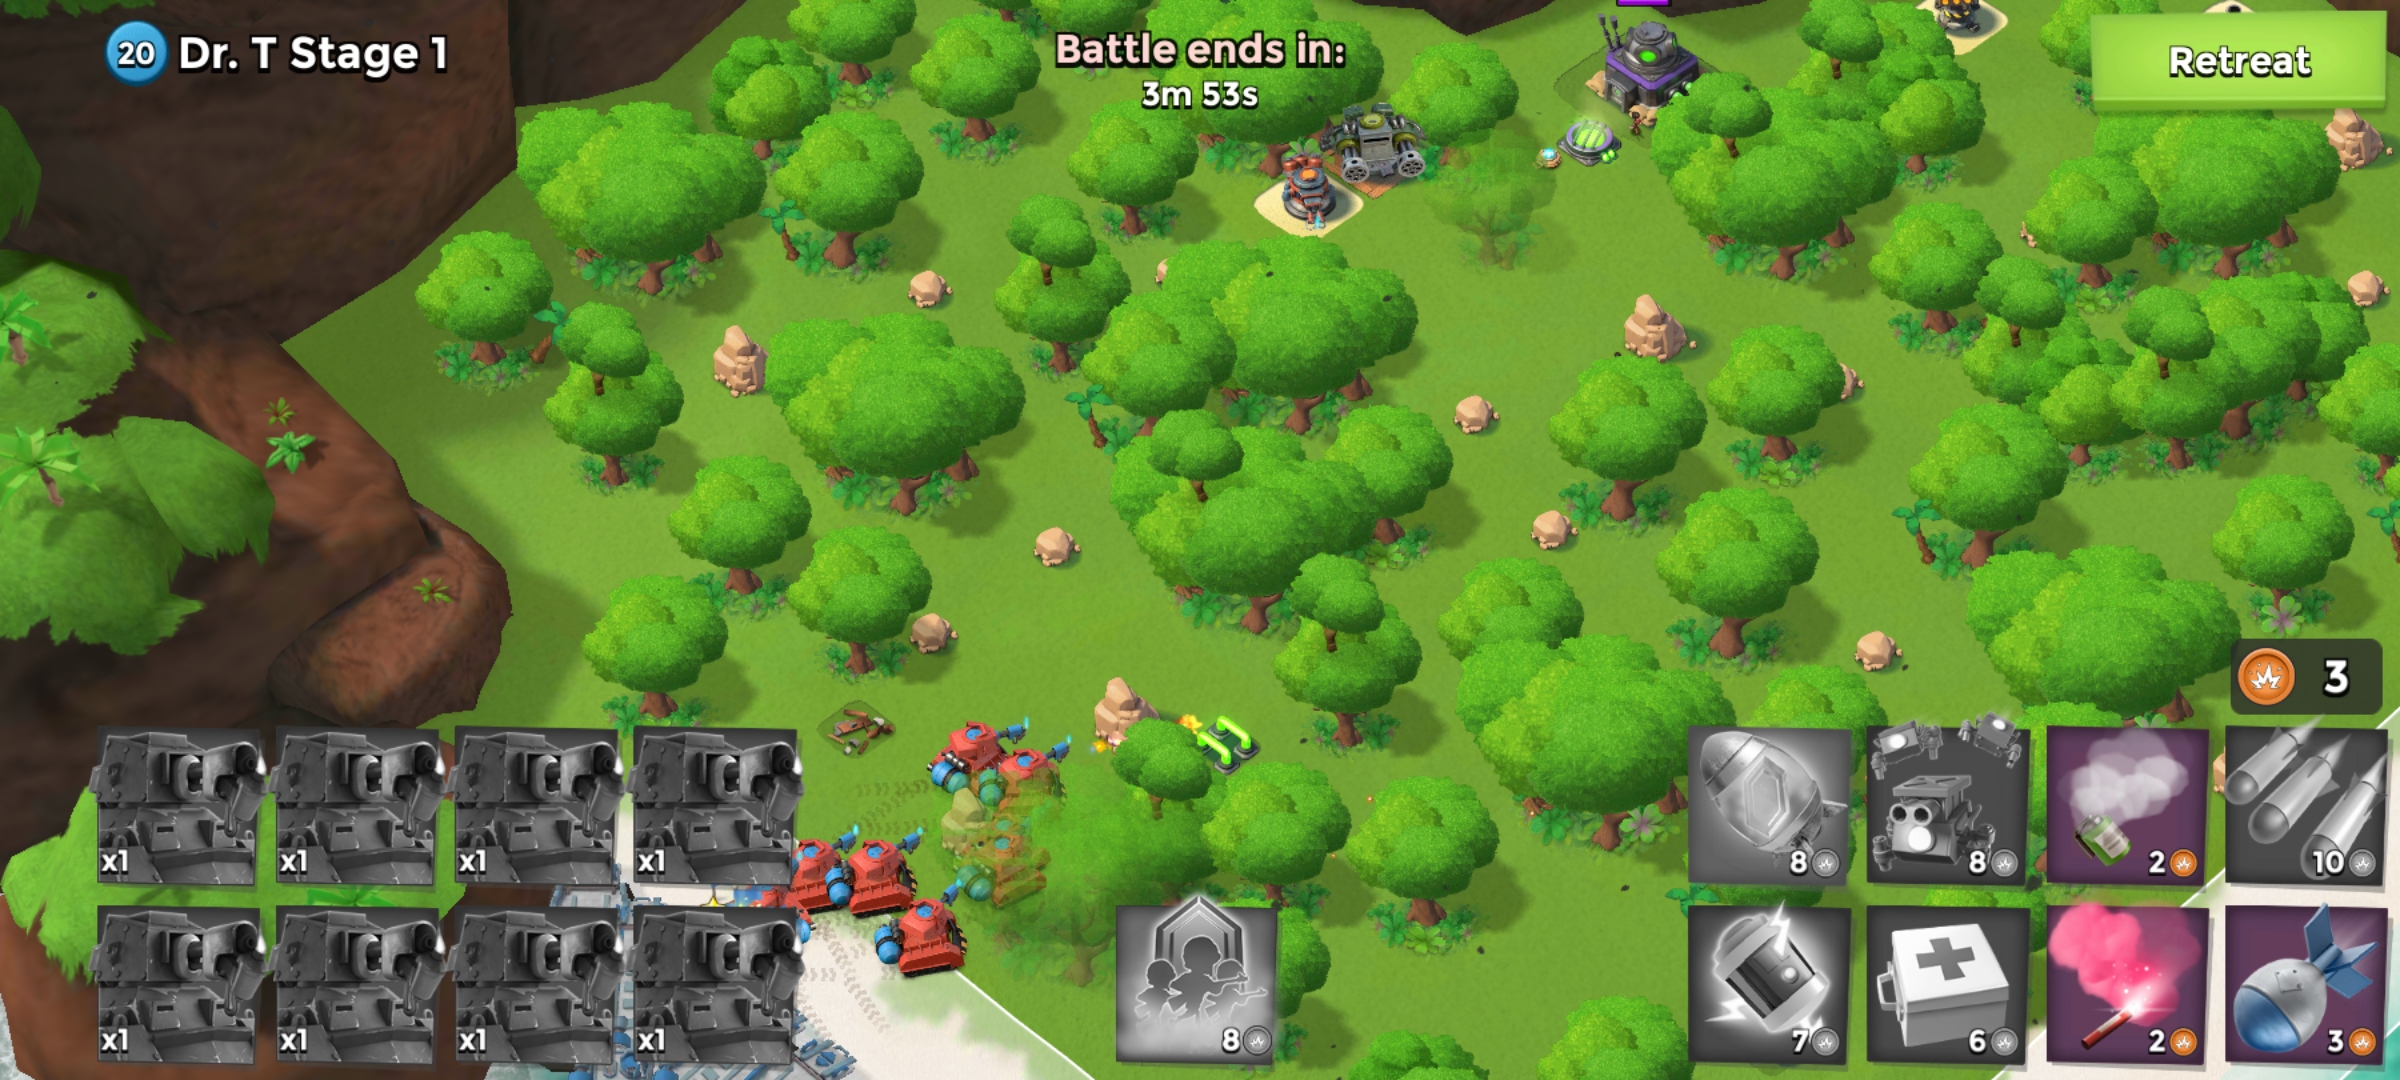 20 Dr. T Stage 1
Battle ends in:
3m 53s
Retreat
3
x1 x1 x1 x1
8 8 2 10
x1 x1 x1 x1
8
7 6 2 3